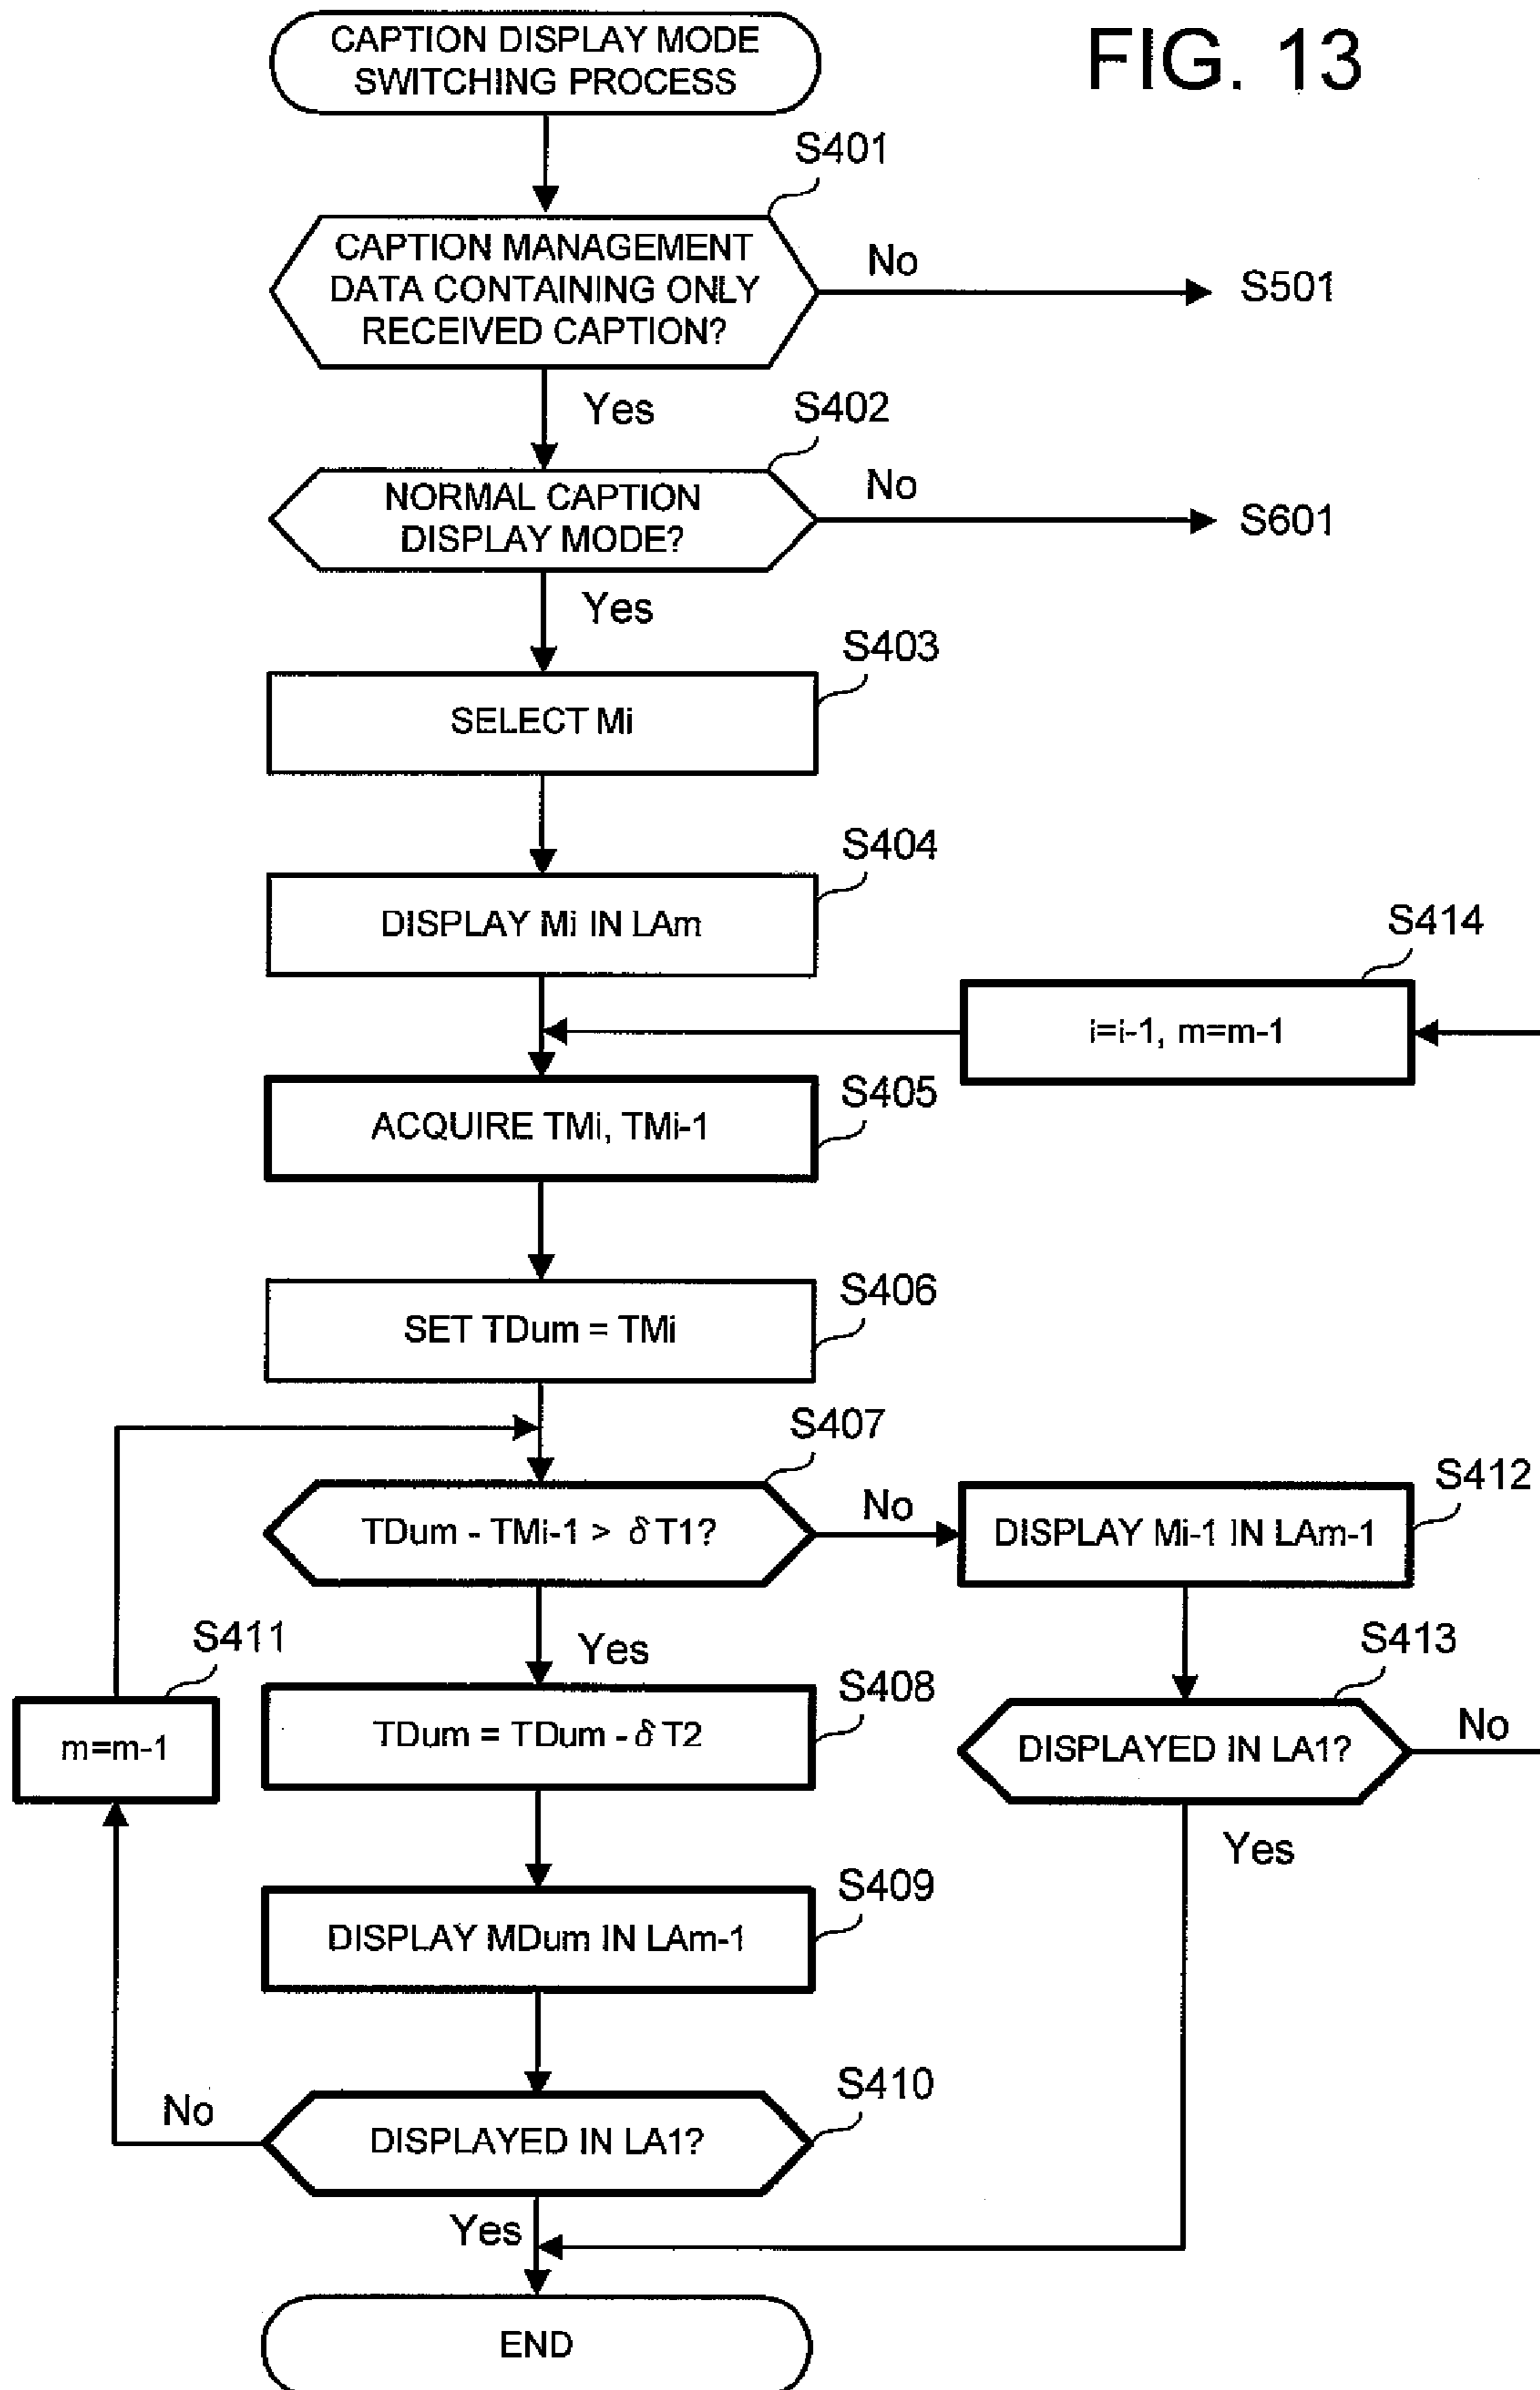 FIG. 13
CAPTION DISPLAY MODE
SWITCHING PROCESS
S401
CAPTION MANAGEMENT
DATA CONTAINING ONLY
RECEIVED CAPTION?
No
S501
Yes
S402
NORMAL CAPTION
DISPLAY MODE?
No
S601
Yes
S403
SELECT Mi
S404
DISPLAY Mi IN LAm
S414
i=i-1, m=m-1
S405
ACQUIRE TMi, TMi-1
S406
SET TDum = TMi
S407
TDum - TMi-1 > δT1?
No
S412
DISPLAY Mi-1 IN LAm-1
S411
m=m-1
Yes
S408
TDum = TDum - δT2
S413
DISPLAYED IN LA1?
No
Yes
S409
DISPLAY MDum IN LAm-1
S410
DISPLAYED IN LA1?
No
Yes
END